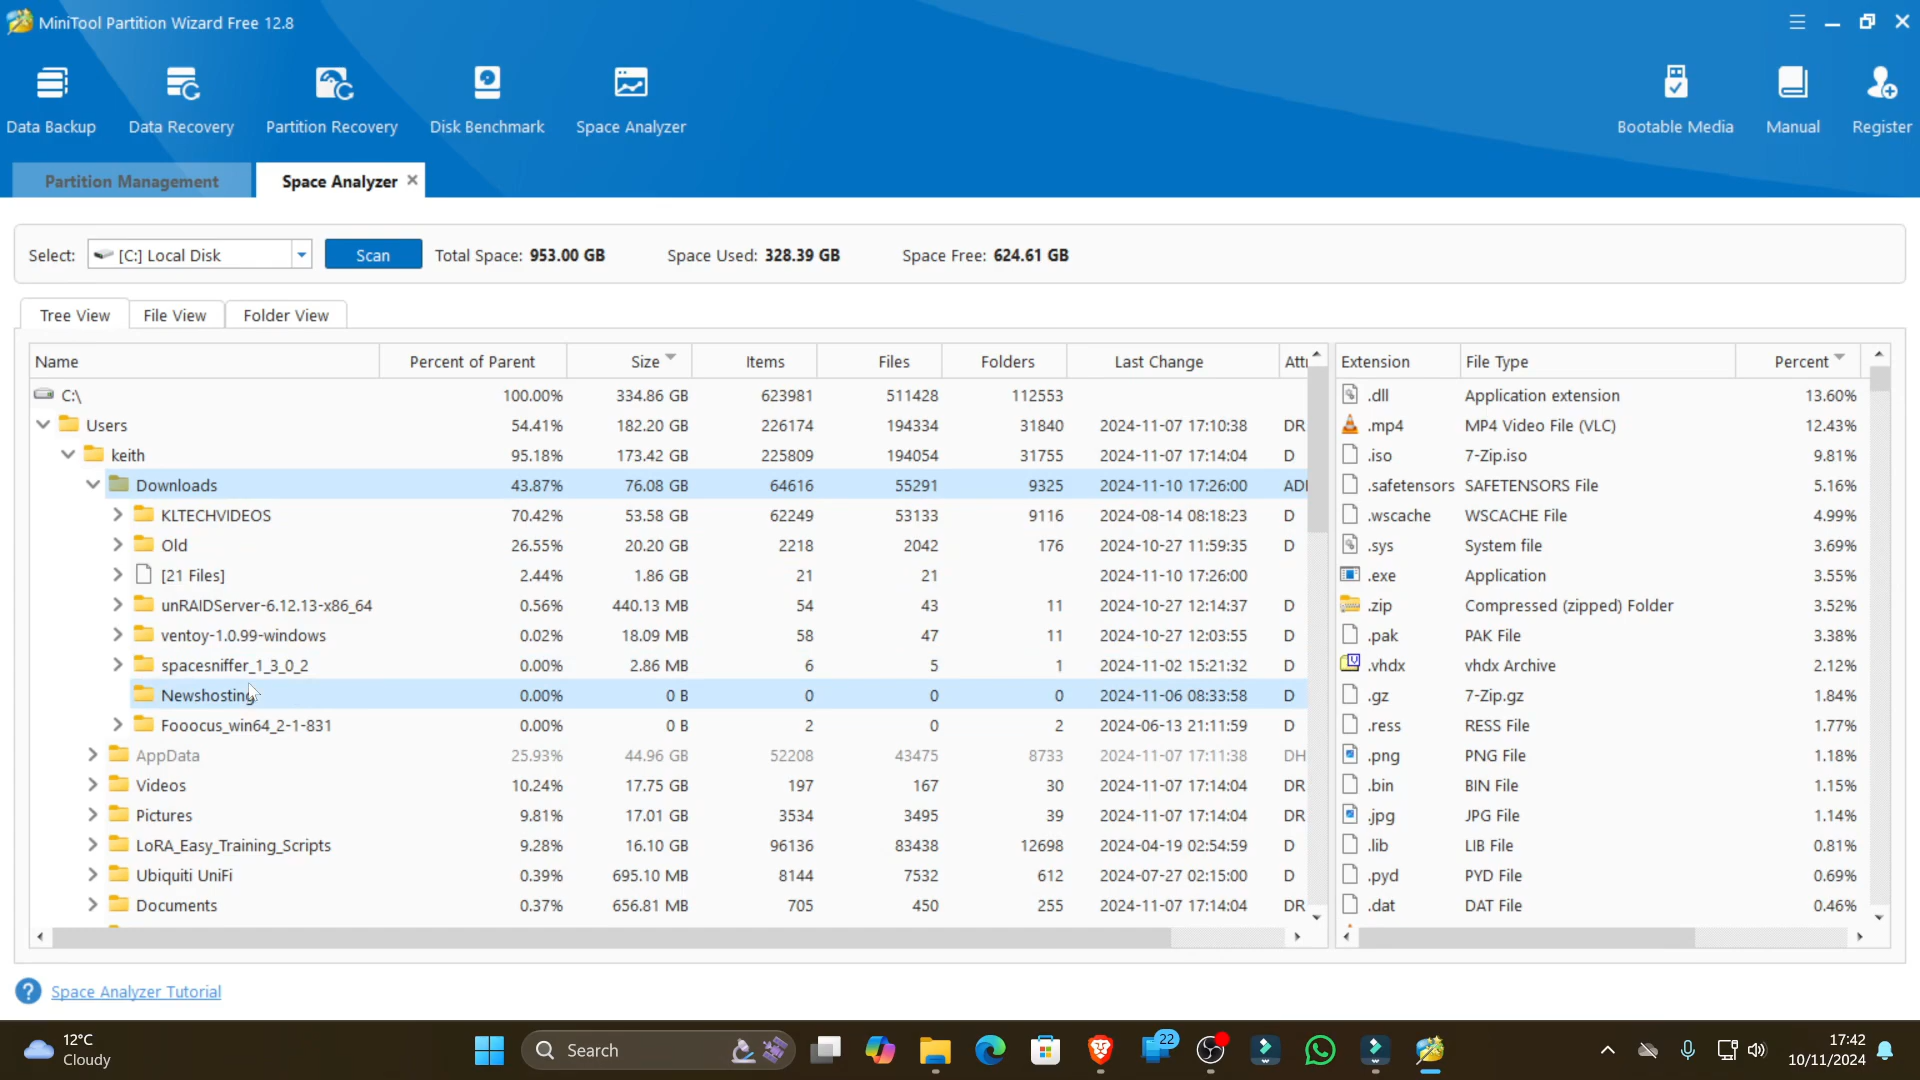 MiniTool Partition Wizard Free 12.8
Data Backup Data Recovery Partition Recovery Disk Benchmark Space Analyzer Bootable Media Manual Register
Partition Management Space Analyzer
Select: [C:] Local Disk Scan Total Space: 953.00 GB Space Used: 328.39 GB Space Free: 624.61 GB
Tree View File View Folder View
Name Percent of Parent Size Items Files Folders Last Change Extension File Type Percent
C:\ 100.00% 334.86 GB 623981 511428 112553 .dll Application extension 13.60%
Users 54.41% 182.20 GB 226174 194334 31840 2024-11-07 17:10:38 DR .mp4 MP4 Video File (VLC) 12.43%
keith 95.18% 173.42 GB 225809 194054 31755 2024-11-07 17:14:04 D .iso 7-Zip.iso 9.81%
Downloads 43.87% 76.08 GB 64616 55291 9325 2024-11-10 17:26:00 .safetensors SAFETENSORS File 5.16%
KLTECHVIDEOS 70.42% 53.58 GB 62249 53133 9116 2024-08-14 08:18:23 D .wscache WSCACHE File 4.99%
Old 26.55% 20.20 GB 2218 2042 176 2024-10-27 11:59:35 D .sys System file 3.69%
[21 Files] 2.44% 1.86 GB 21 21 2024-11-10 17:26:00 .exe Application 3.55%
unRAIDServer-6.12.13-x86_64 0.56% 440.13 MB 54 43 11 2024-10-27 12:14:37 D .zip Compressed (zipped) Folder 3.52%
ventoy-1.0.99-windows 0.02% 18.09 MB 58 47 11 2024-10-27 12:03:55 D .pak PAK File 3.38%
spacesniffer_1_3_0_2 0.00% 2.86 MB 6 5 1 2024-11-02 15:21:32 D .vhdx vhdx Archive 2.12%
Newshosting 0.00% 0 B 0 0 0 2024-11-06 08:33:58 D .gz 7-Zip.gz 1.84%
Fooocus_win64_2-1-831 0.00% 0 B 2 0 2 2024-06-13 21:11:59 D .ress RESS File 1.77%
AppData 25.93% 44.96 GB 52208 43475 8733 2024-11-07 17:11:38 DH .png PNG File 1.18%
Videos 10.24% 17.75 GB 197 167 30 2024-11-07 17:14:04 DR .bin BIN File 1.15%
Pictures 9.81% 17.01 GB 3534 3495 39 2024-11-07 17:14:04 DR .jpg JPG File 1.14%
LoRA_Easy_Training_Scripts 9.28% 16.10 GB 96136 83438 12698 2024-04-19 02:54:59 D .lib LIB File 0.81%
Ubiquiti UniFi 0.39% 695.10 MB 8144 7532 612 2024-07-27 02:15:00 D .pyd PYD File 0.69%
Documents 0.37% 656.81 MB 705 450 255 2024-11-07 17:14:04 DR .dat DAT File 0.46%
Space Analyzer Tutorial
12°C
Cloudy
Search
22
17:42
10/11/2024